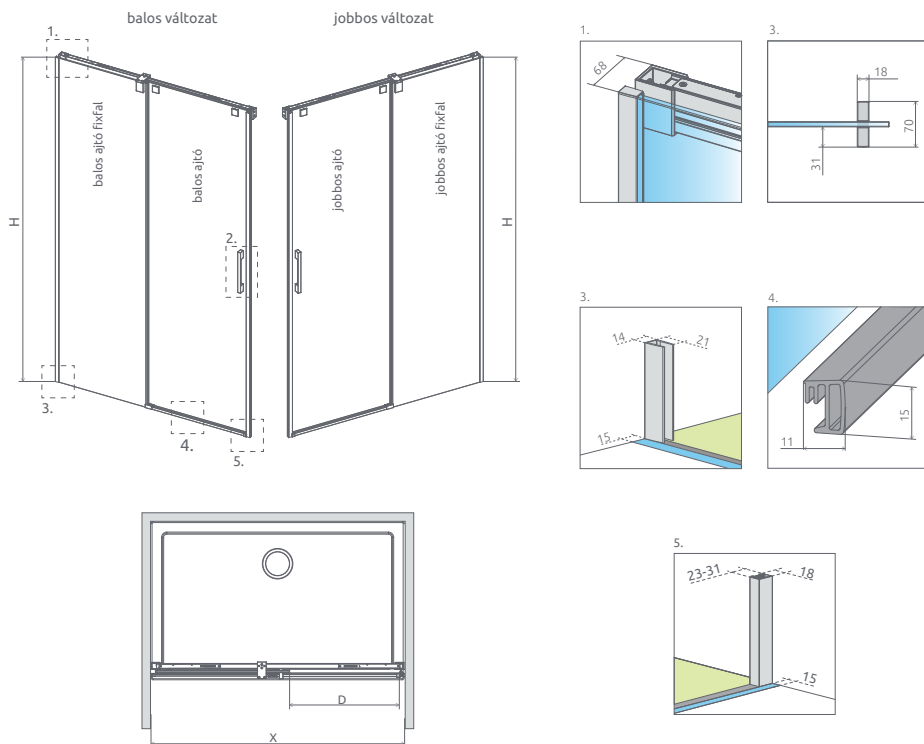 balos változat
jobbos változat
1.
balos ajtó fixfal
balos ajtó
jobbos ajtó
jobbos ajtó fixfal
H
H
2.
3.
4.
5.
1.
68
3.
18
70
31
3.
14
21
15
4.
15
11
D
X
5.
23-31
18
15